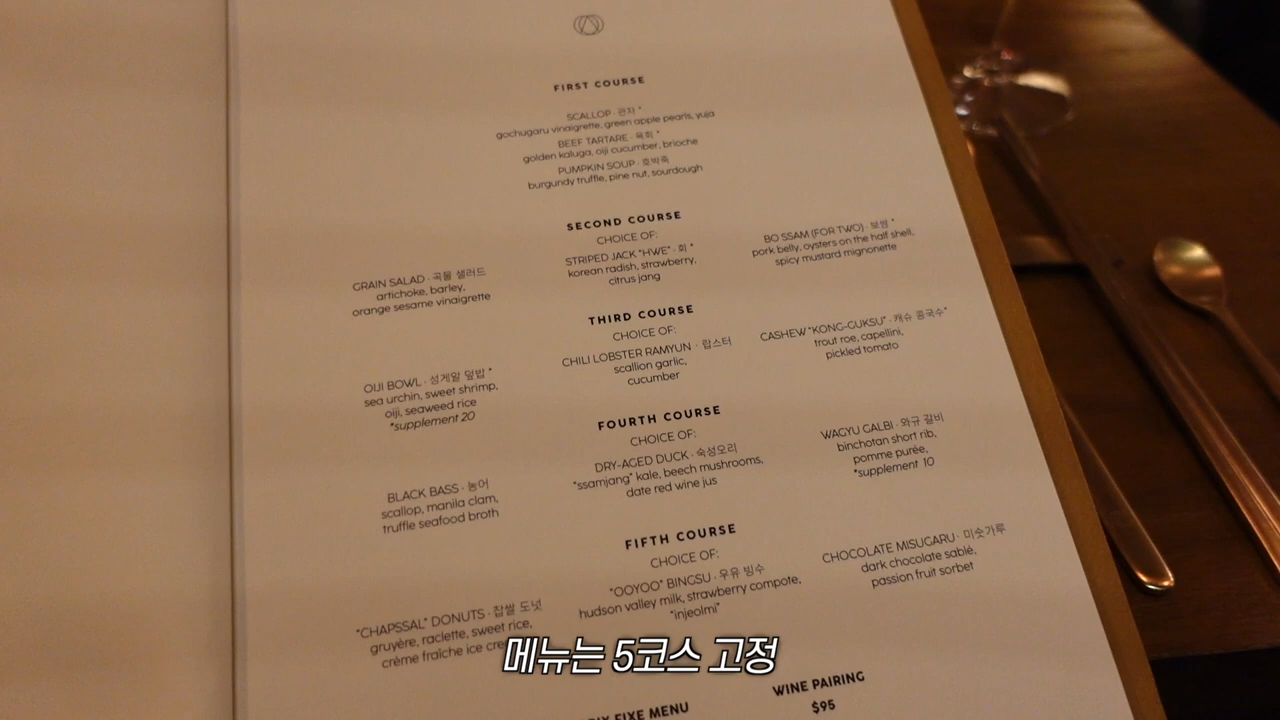 FIRST COURSE
SCALLOP · 관자 *
gochugaru vinaigrette, green apple pearls, yuja
BEEF TARTARE · 육회 *
golden kaluga, oiji cucumber, brioche
PUMPKIN SOUP · 호박죽
burgundy truffle, pine nut, sourdough
SECOND COURSE
CHOICE OF:
GRAIN SALAD · 곡물 샐러드
artichoke, barley,
orange sesame vinaigrette
STRIPED JACK "HWE" · 회 *
korean radish, strawberry,
citrus jang
BO SSAM (FOR TWO) · 보쌈 *
pork belly, oysters on the half shell,
spicy mustard mignonette
THIRD COURSE
CHOICE OF:
OIJI BOWL · 성게알 덮밥 *
sea urchin, sweet shrimp,
oiji, seaweed rice
*supplement 20
CHILI LOBSTER RAMYUN · 랍스터
scallion garlic,
cucumber
CASHEW "KONG-GUKSU" · 캐슈 콩국수*
trout roe, capellini,
pickled tomato
FOURTH COURSE
CHOICE OF:
BLACK BASS · 농어
scallop, manila clam,
truffle seafood broth
DRY-AGED DUCK · 숙성오리
"ssamjang" kale, beech mushrooms,
date red wine jus
WAGYU GALBI · 와규 갈비
binchotan short rib,
pomme purée,
*supplement 10
FIFTH COURSE
CHOICE OF:
"CHAPSSAL" DONUTS · 찹쌀 도넛
gruyère, raclette, sweet rice,
crème fraîche ice
"OOYOO" BINGSU · 우유 빙수
hudson valley milk, strawberry compote,
"injeolmi"
CHOCOLATE MISUGARU · 미숫가루
dark chocolate sablé,
passion fruit sorbet
메뉴는 5코스 고정
FIXE MENU
WINE PAIRING
$95